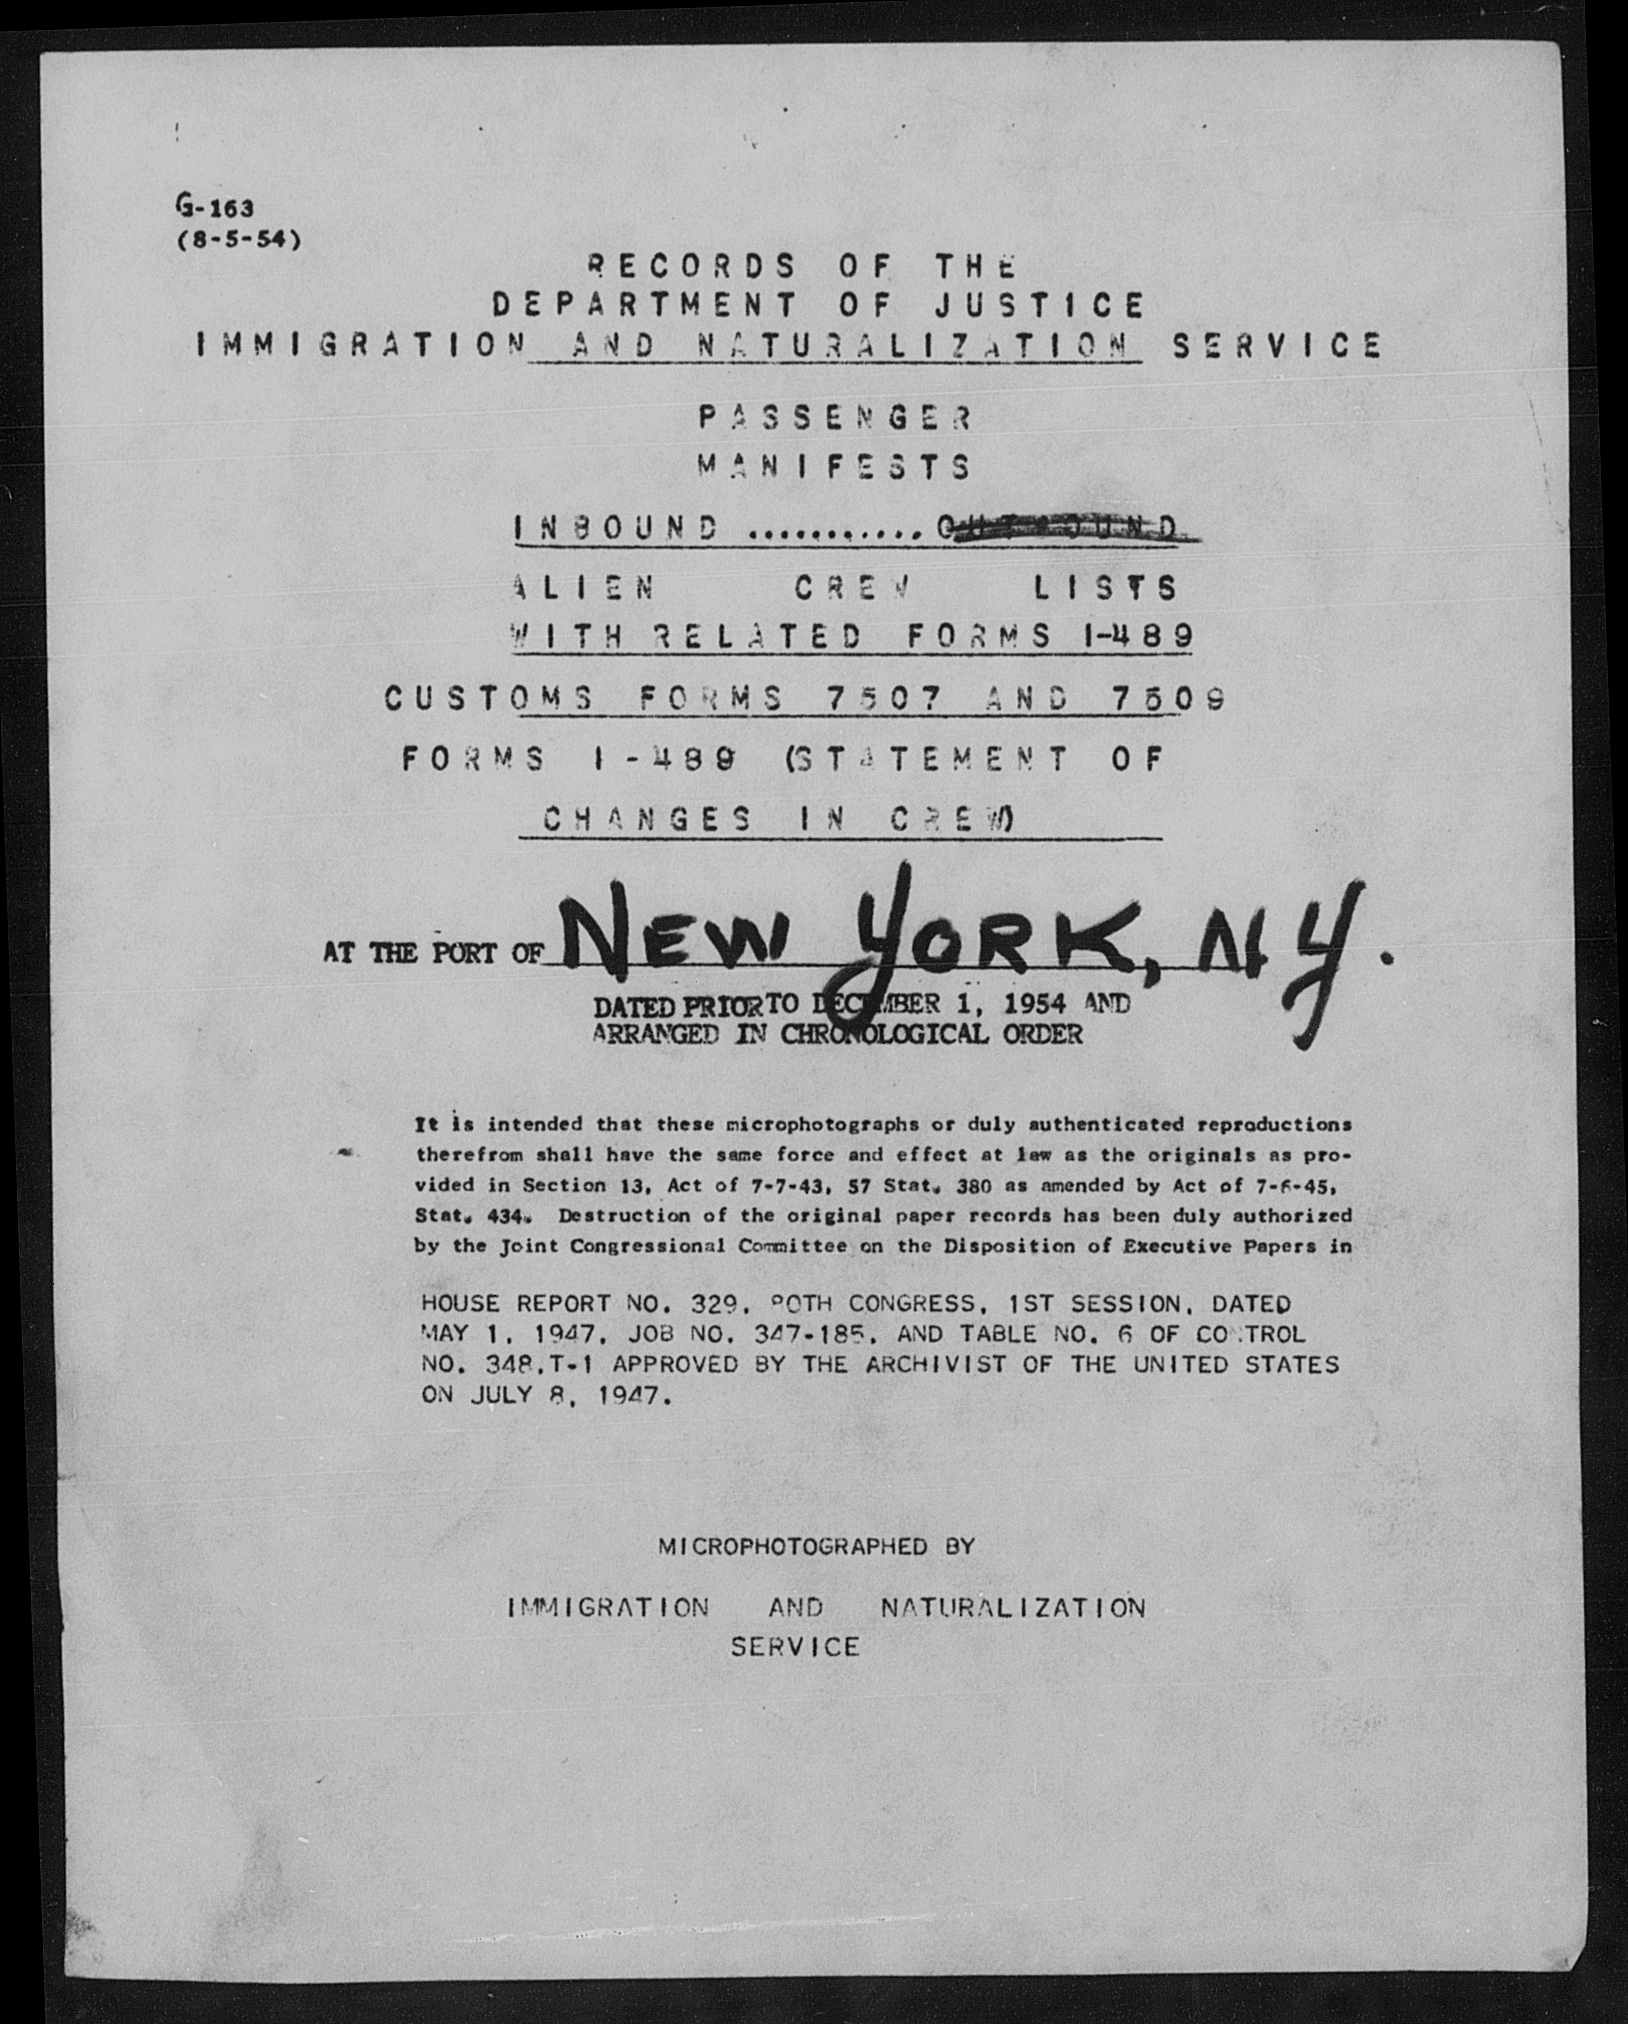 G-163
(8-5-54)
RECORDS OF THE
DEPARTMENT OF JUSTICE
IMMIGRATION AND NATURALIZATION SERVICE
PASSENGER
MANIFESTS
INBOUND ........... OUTBOUND
ALIEN CREW LISTS
WITH RELATED FORMS I-489
CUSTOMS FORMS 7507 AND 7509
FORMS I-489 (STATEMENT OF
CHANGES IN CREW)
AT THE PORT OF NEW YORK, NY.
DATED PRIOR TO DECEMBER 1, 1954 AND
ARRANGED IN CHRONOLOGICAL ORDER
It is intended that these microphotographs or duly authenticated reproductions
therefrom shall have the same force and effect at law as the originals as pro-
vided in Section 13, Act of 7-7-43, 57 Stat. 380 as amended by Act of 7-6-45,
Stat. 434. Destruction of the original paper records has been duly authorized
by the Joint Congressional Committee on the Disposition of Executive Papers in
HOUSE REPORT NO. 329, 80TH CONGRESS, 1ST SESSION, DATED
MAY 1, 1947, JOB NO. 347-185, AND TABLE NO. 6 OF CONTROL
NO. 348,T-1 APPROVED BY THE ARCHIVIST OF THE UNITED STATES
ON JULY 8, 1947.
MICROPHOTOGRAPHED BY
IMMIGRATION AND NATURALIZATION
SERVICE